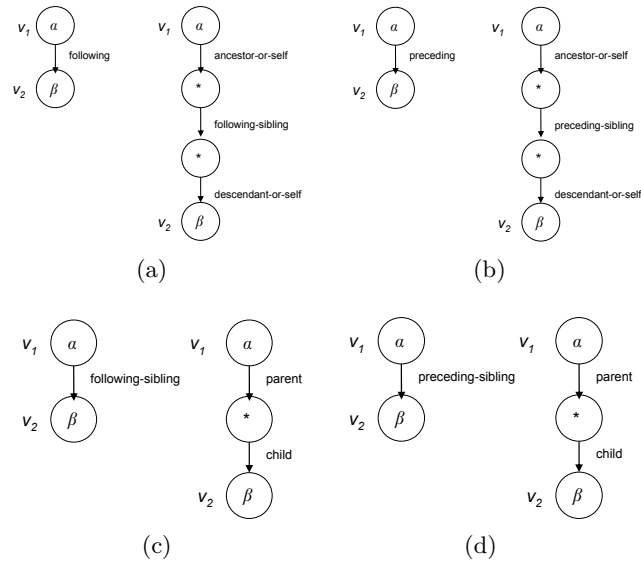 v1 α v1 α
following ancestor-or-self
v2 β *
following-sibling
*
descendant-or-self
v2 β
(a)
v1 α v1 α
preceding ancestor-or-self
v2 β *
preceding-sibling
*
descendant-or-self
v2 β
(b)
v1 α v1 α
following-sibling parent
v2 β *
child
v2 β
(c)
v1 α v1 α
preceding-sibling parent
v2 β *
child
v2 β
(d)